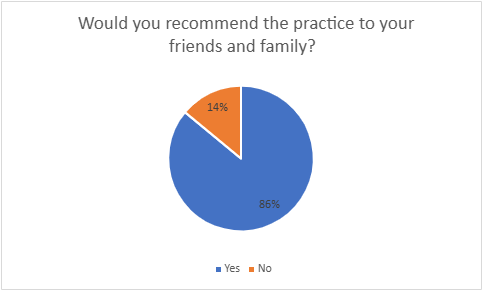 Would you recommend the practice to your
friends and family?
14%
86%
Yes No